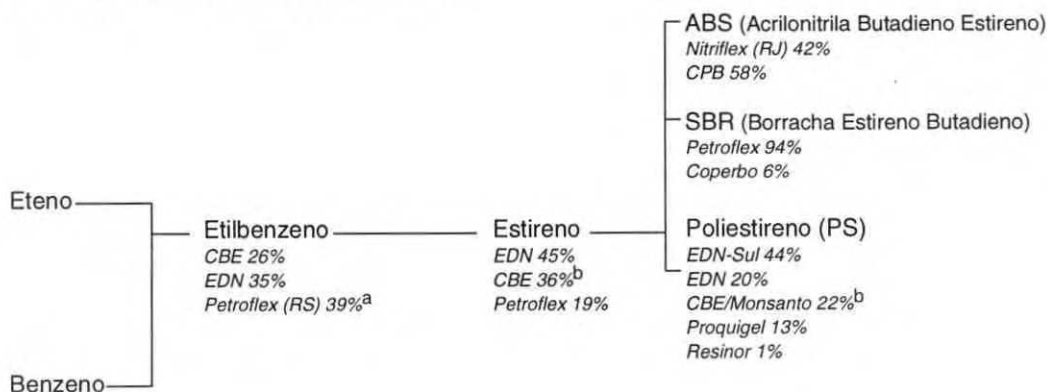 Eteno
Benzeno
Etilbenzeno
CBE 26%
EDN 35%
Petroflex (RS) 39%a
Estireno
EDN 45%
CBE 36%b
Petroflex 19%
ABS (Acrilonitrila Butadieno Estireno)
Nitriflex (RJ) 42%
CPB 58%
SBR (Borracha Estireno Butadieno)
Petroflex 94%
Coperbo 6%
Poliestireno (PS)
EDN-Sul 44%
EDN 20%
CBE/Monsanto 22%b
Proquigel 13%
Resinor 1%